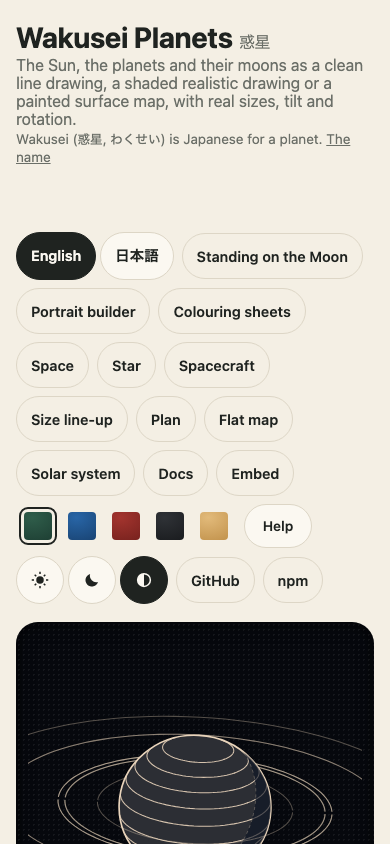 Wakusei Planets 惑星
The Sun, the planets and their moons as a clean
line drawing, a shaded realistic drawing or a
painted surface map, with real sizes, tilt and
rotation.
Wakusei (惑星, わくせい) is Japanese for a planet. The
name
English 日本語 Standing on the Moon
Portrait builder Colouring sheets
Space Star Spacecraft
Size line-up Plan Flat map
Solar system Docs Embed
Help
GitHub npm